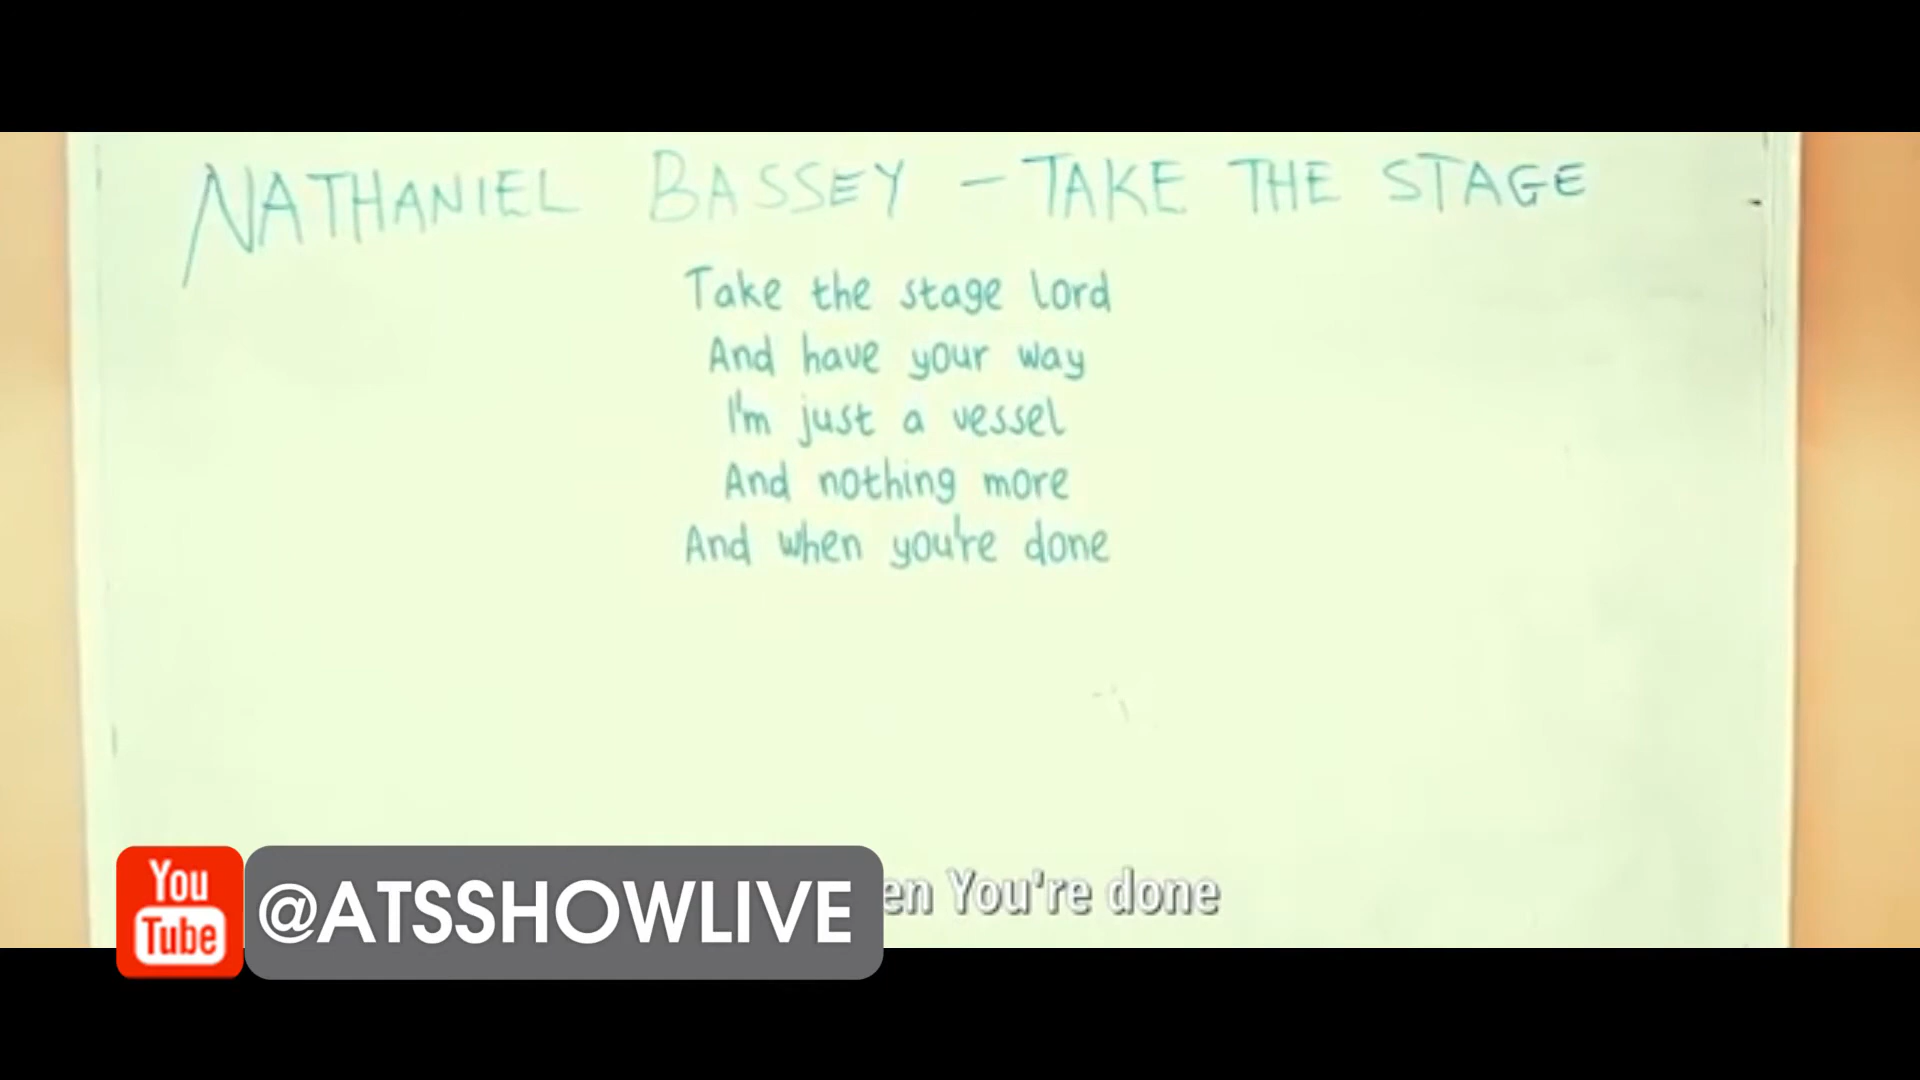 NATHANIEL BASSEY - TAKE THE STAGE
Take the stage lord
And have your way
I'm just a vessel
And nothing more
And when you're done
en You're done
You
Tube
@ATSSHOWLIVE